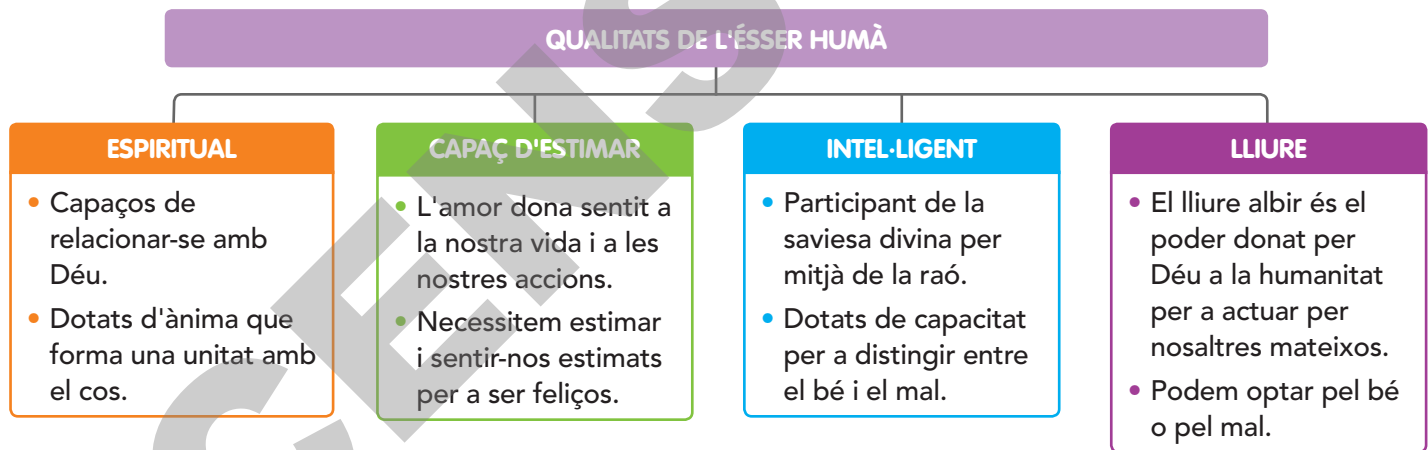 QUALITATS DE L'ÉSSER HUMÀ
ESPIRITUAL
• Capaços de
relacionar-se amb
Déu.
• Dotats d'ànima que
forma una unitat amb
el cos.
CAPAÇ D'ESTIMAR
• L'amor dona sentit a
la nostra vida i a les
nostres accions.
• Necessitem estimar
i sentir-nos estimats
per a ser feliços.
INTEL·LIGENT
• Participant de la
saviesa divina per
mitjà de la raó.
• Dotats de capacitat
per a distingir entre
el bé i el mal.
LLIURE
• El lliure albir és el
poder donat per
Déu a la humanitat
per a actuar per
nosaltres mateixos.
• Podem optar pel bé
o pel mal.
CENS